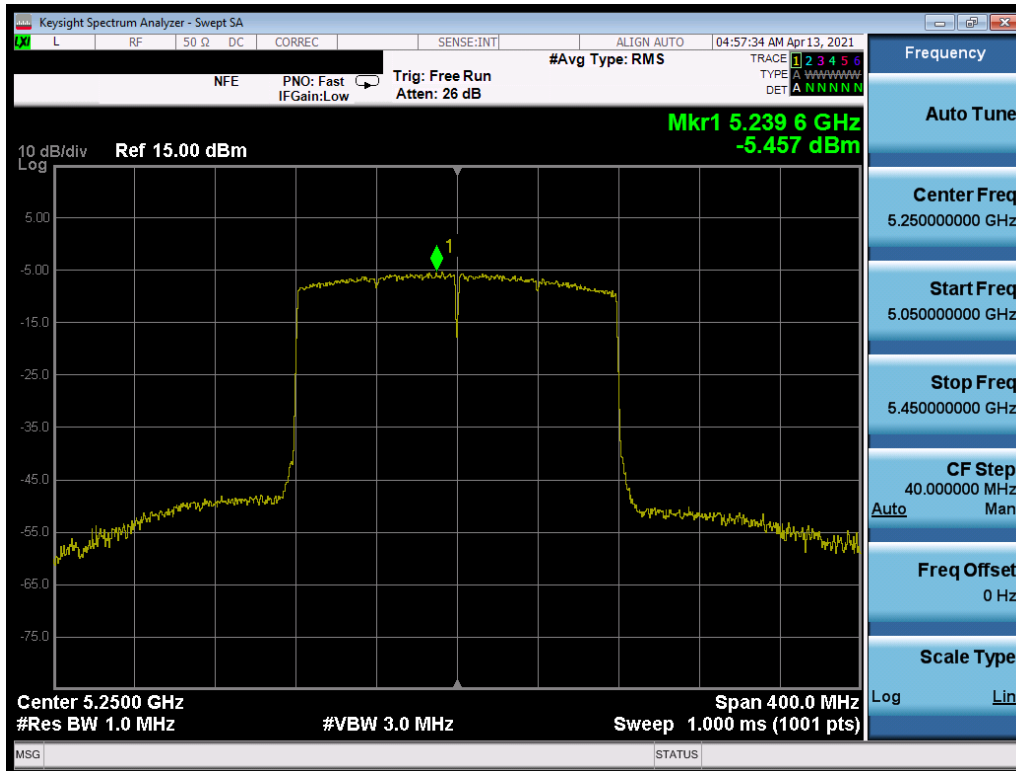 Keysight Spectrum Analyzer - Swept SA
LXI L RF 50 Ω DC CORREC SENSE:INT ALIGN AUTO 04:57:34 AM Apr 13, 2021
NFE PNO: Fast IFGain:Low Trig: Free Run Atten: 26 dB #Avg Type: RMS
TRACE 1 2 3 4 5 6
TYPE A WWWWW
DET A N N N N N
Mkr1 5.239 6 GHz
-5.457 dBm
10 dB/div Ref 15.00 dBm
Log
1
5.00
-5.00
-15.0
-25.0
-35.0
-45.0
-55.0
-65.0
-75.0
Center 5.2500 GHz Span 400.0 MHz
#Res BW 1.0 MHz #VBW 3.0 MHz Sweep 1.000 ms (1001 pts)
MSG STATUS
Frequency
Auto Tune
Center Freq
5.250000000 GHz
Start Freq
5.050000000 GHz
Stop Freq
5.450000000 GHz
CF Step
40.000000 MHz
Auto Man
Freq Offset
0 Hz
Scale Type
Log Lin